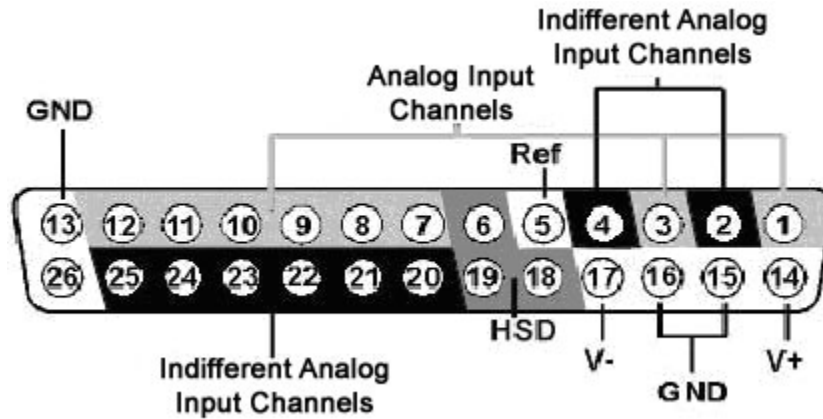 Indifferent Analog
Input Channels
Analog Input
Channels
GND
Ref
13 12 11 10 9 8 7 6 5 4 3 2 1
26 25 24 23 22 21 20 19 18 17 16 15 14
HSD
V-
GND
V+
Indifferent Analog
Input Channels